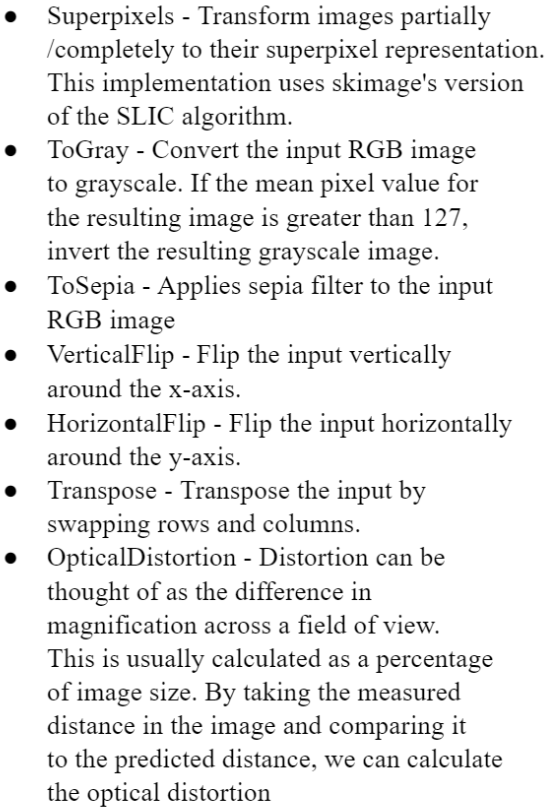 ● Superpixels - Transform images partially
/completely to their superpixel representation.
This implementation uses skimage's version
of the SLIC algorithm.
● ToGray - Convert the input RGB image
to grayscale. If the mean pixel value for
the resulting image is greater than 127,
invert the resulting grayscale image.
● ToSepia - Applies sepia filter to the input
RGB image
● VerticalFlip - Flip the input vertically
around the x-axis.
● HorizontalFlip - Flip the input horizontally
around the y-axis.
● Transpose - Transpose the input by
swapping rows and columns.
● OpticalDistortion - Distortion can be
thought of as the difference in
magnification across a field of view.
This is usually calculated as a percentage
of image size. By taking the measured
distance in the image and comparing it
to the predicted distance, we can calculate
the optical distortion